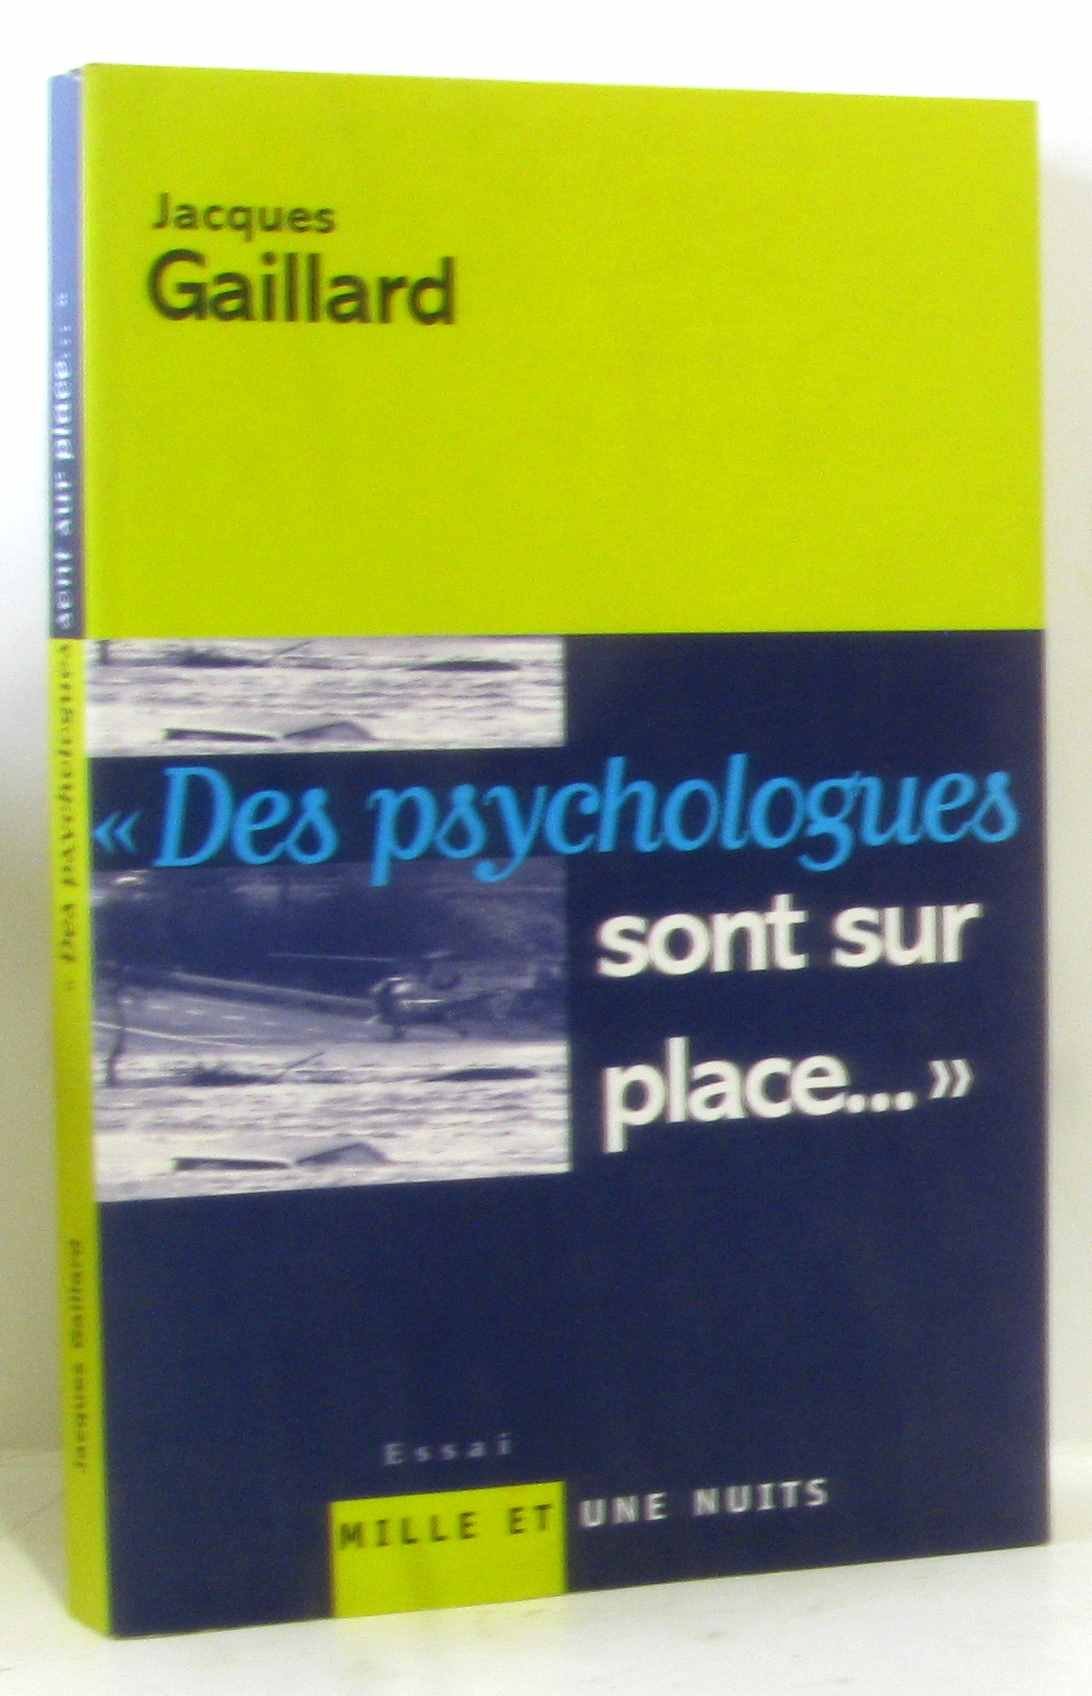 Jacques
Gaillard
« Des psychologues
sont sur
place... »
Essai
MILLE ET UNE NUITS
« Des psychologues sont sur place... »
Jacques Gaillard